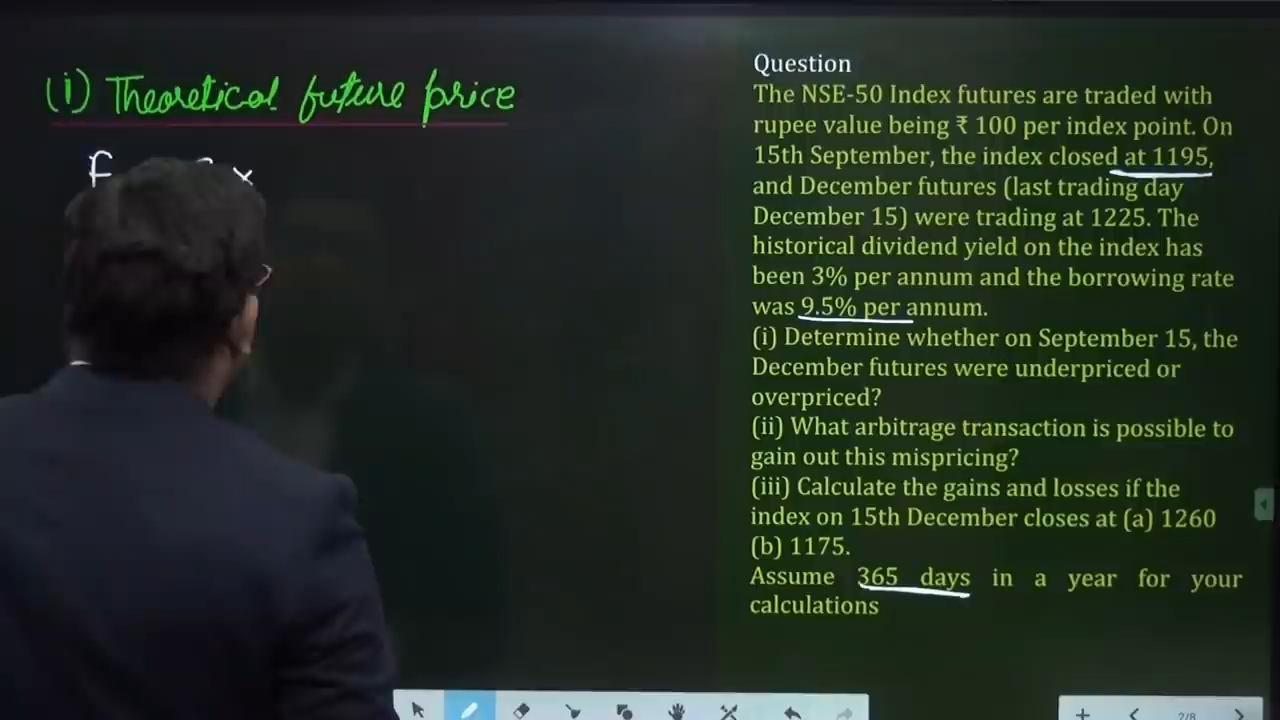 (i) Theoretical future price
F
x
Question
The NSE-50 Index futures are traded with
rupee value being ₹ 100 per index point. On
15th September, the index closed at 1195,
and December futures (last trading day
December 15) were trading at 1225. The
historical dividend yield on the index has
been 3% per annum and the borrowing rate
was 9.5% per annum.
(i) Determine whether on September 15, the
December futures were underpriced or
overpriced?
(ii) What arbitrage transaction is possible to
gain out this mispricing?
(iii) Calculate the gains and losses if the
index on 15th December closes at (a) 1260
(b) 1175.
Assume 365 days in a year for your
calculations
2/8